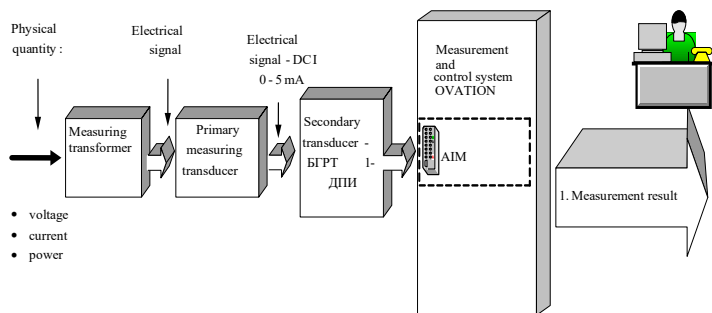 Physical
quantity :
Electrical
signal
Electrical
signal - DC I
0 - 5 mA
Measuring
transformer
Primary
measuring
transducer
Secondary
transducer -
БГРТ 1-
ДПИ
Measurement
and
control system
OVATION
AIM
1. Measurement result
• voltage
• current
• power